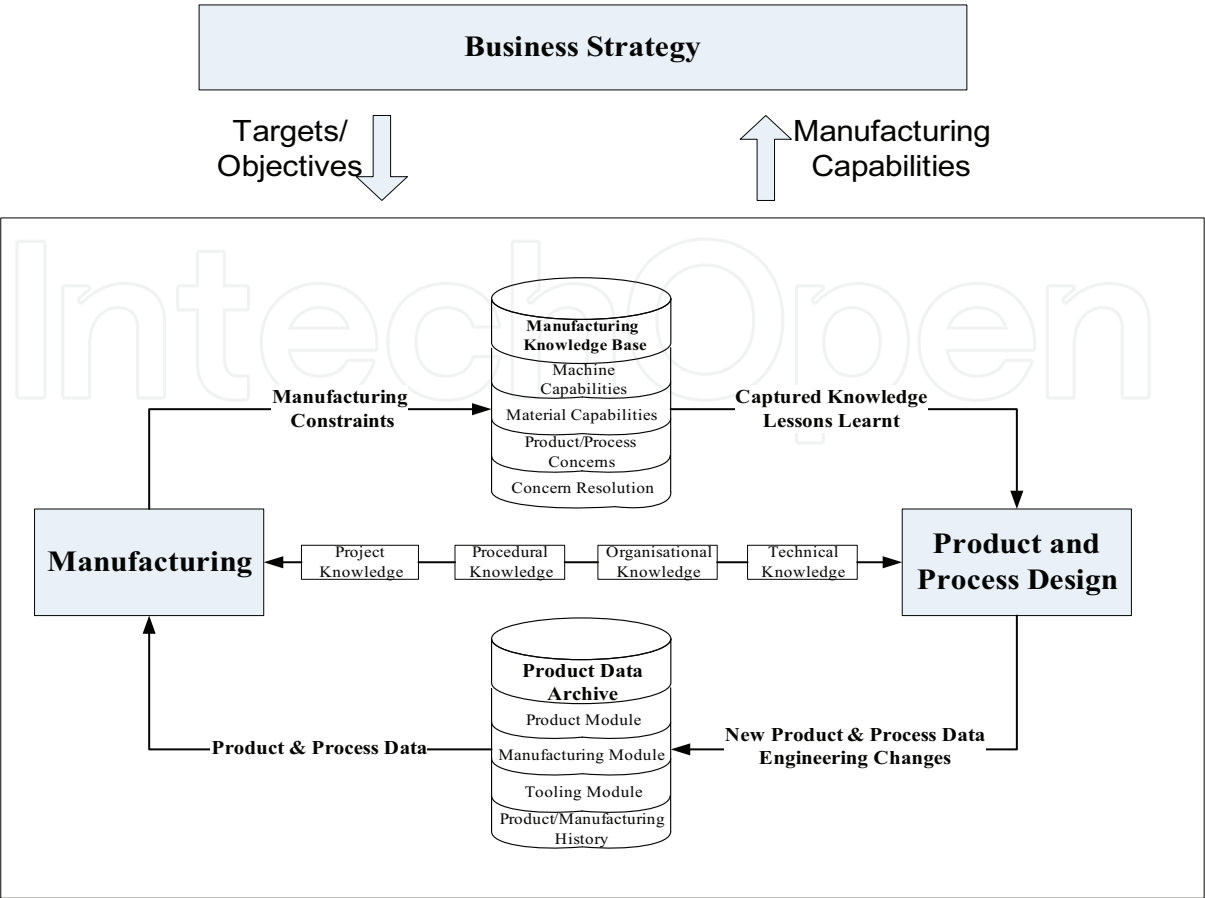 Business Strategy
Targets/
Objectives
Manufacturing
Capabilities
IntechOpen
Manufacturing
Knowledge Base
Machine
Capabilities
Material Capabilities
Product/Process
Concerns
Concern Resolution
Manufacturing
Constraints
Captured Knowledge
Lessons Learnt
Manufacturing
Project
Knowledge
Procedural
Knowledge
Organisational
Knowledge
Technical
Knowledge
Product and
Process Design
Product Data
Archive
Product Module
Manufacturing Module
Tooling Module
Product/Manufacturing
History
Product & Process Data
New Product & Process Data
Engineering Changes